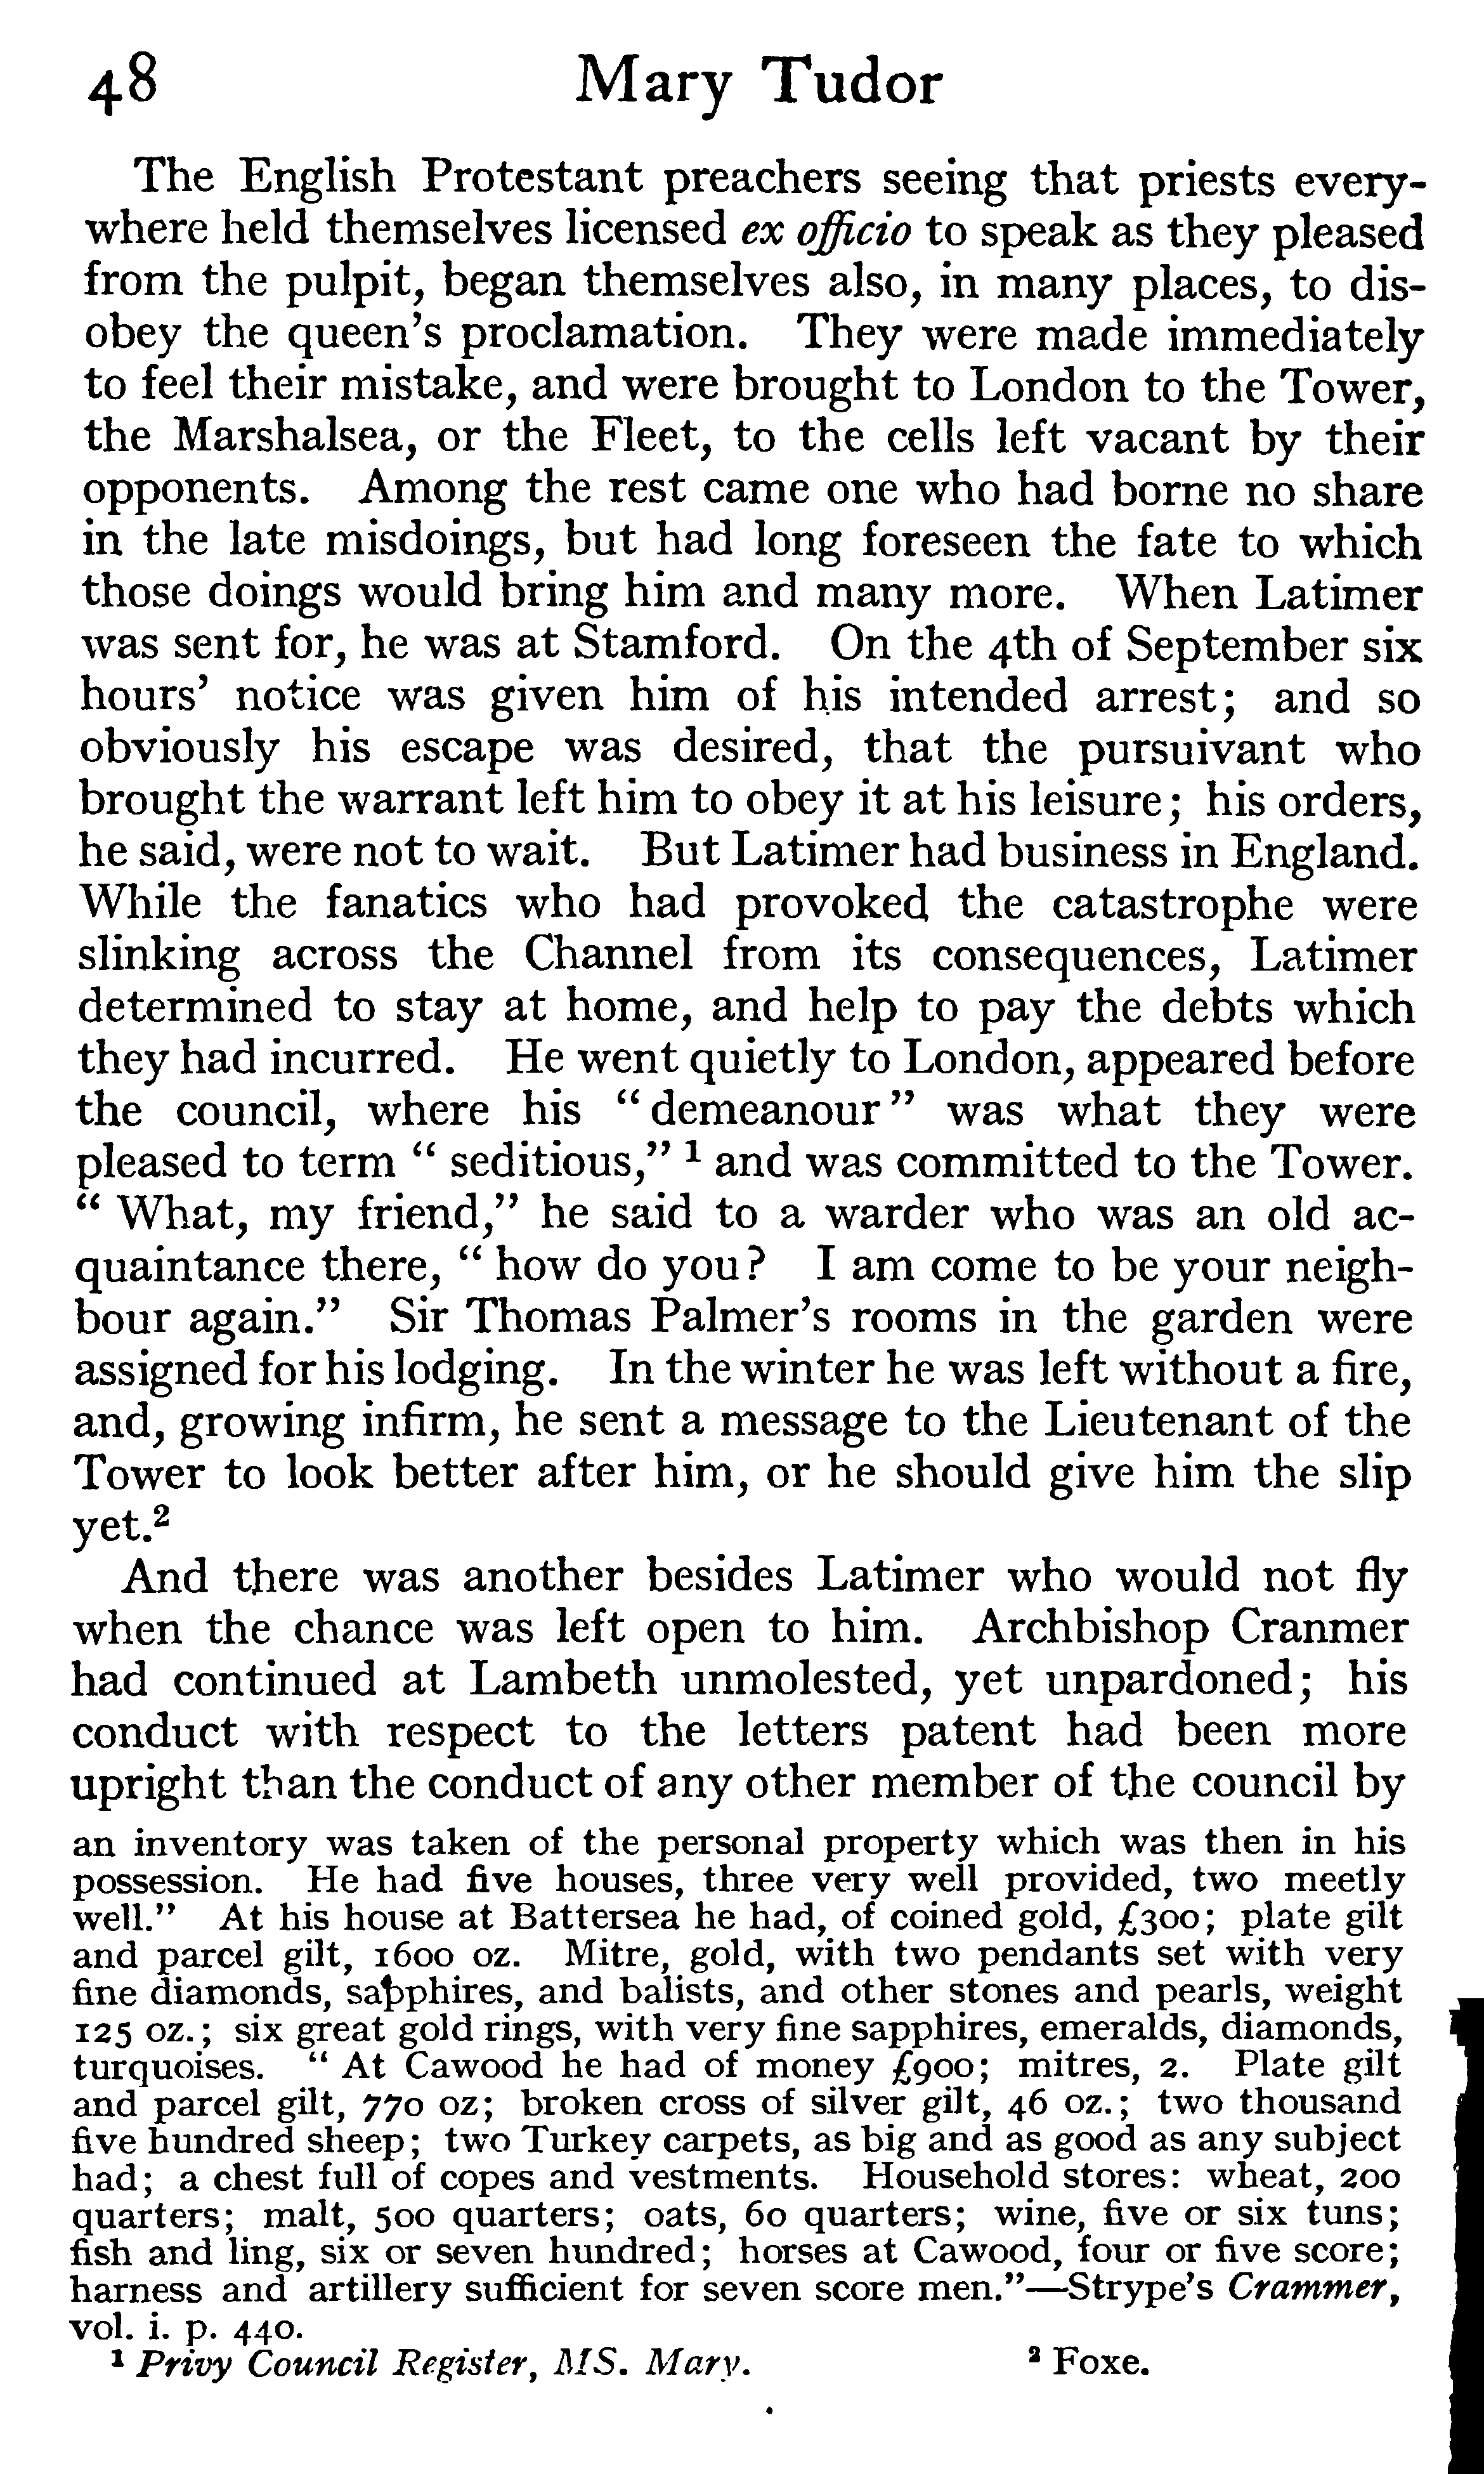 48 Mary Tudor
The English Protestant preachers seeing that priests every-
where held themselves licensed ex officio to speak as they pleased
from the pulpit, began themselves also, in many places, to dis-
obey the queen's proclamation. They were made immediately
to feel their mistake, and were brought to London to the Tower,
the Marshalsea, or the Fleet, to the cells left vacant by their
opponents. Among the rest came one who had borne no share
in the late misdoings, but had long foreseen the fate to which
those doings would bring him and many more. When Latimer
was sent for, he was at Stamford. On the 4th of September six
hours' notice was given him of his intended arrest; and so
obviously his escape was desired, that the pursuivant who
brought the warrant left him to obey it at his leisure; his orders,
he said, were not to wait. But Latimer had business in England.
While the fanatics who had provoked the catastrophe were
slinking across the Channel from its consequences, Latimer
determined to stay at home, and help to pay the debts which
they had incurred. He went quietly to London, appeared before
the council, where his "demeanour" was what they were
pleased to term "seditious," ¹ and was committed to the Tower.
"What, my friend," he said to a warder who was an old ac-
quaintance there, "how do you? I am come to be your neigh-
bour again." Sir Thomas Palmer's rooms in the garden were
assigned for his lodging. In the winter he was left without a fire,
and, growing infirm, he sent a message to the Lieutenant of the
Tower to look better after him, or he should give him the slip
yet.²
And there was another besides Latimer who would not fly
when the chance was left open to him. Archbishop Cranmer
had continued at Lambeth unmolested, yet unpardoned; his
conduct with respect to the letters patent had been more
upright than the conduct of any other member of the council by
an inventory was taken of the personal property which was then in his
possession. He had five houses, three very well provided, two meetly
well." At his house at Battersea he had, of coined gold, £300; plate gilt
and parcel gilt, 1600 oz. Mitre, gold, with two pendants set with very
fine diamonds, sapphires, and balists, and other stones and pearls, weight
125 oz.; six great gold rings, with very fine sapphires, emeralds, diamonds,
turquoises. "At Cawood he had of money £900; mitres, 2. Plate gilt
and parcel gilt, 770 oz; broken cross of silver gilt, 46 oz.; two thousand
five hundred sheep; two Turkey carpets, as big and as good as any subject
had; a chest full of copes and vestments. Household stores: wheat, 200
quarters; malt, 500 quarters; oats, 60 quarters; wine, five or six tuns;
fish and ling, six or seven hundred; horses at Cawood, four or five score;
harness and artillery sufficient for seven score men."—Strype's Crammer,
vol. i. p. 440.
¹ Privy Council Register, MS. Mary. ² Foxe.